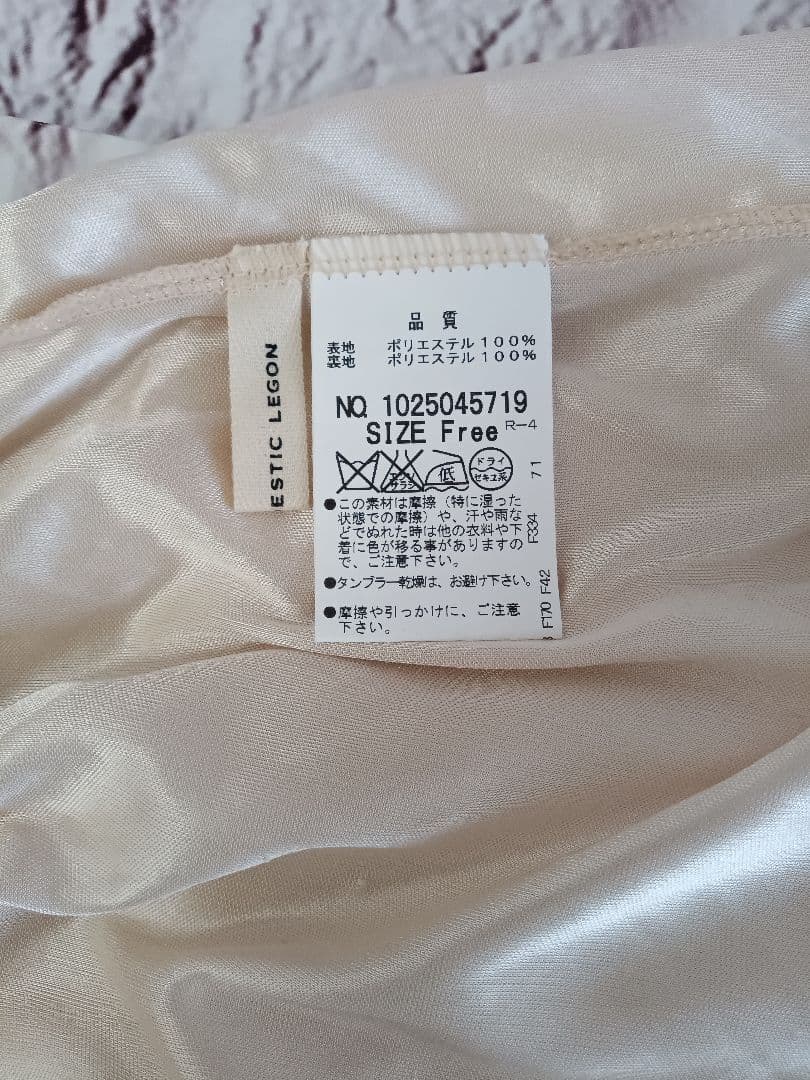 ESTIC LEGON
品質
表地 ポリエステル100%
裏地 ポリエステル100%
NO. 1025045719
SIZE Free R-4
低
ドライ
セキユ系
●この素材は摩擦（特に湿った
状態での摩擦）や、汗や雨な
どでぬれた時は他の衣料や下
着に色が移る事がありますの
で、ご注意下さい。
●タンブラー乾燥は、お避け下さい。
●摩擦や引っかけに、ご注意
下さい。
F170 F42 F334 71